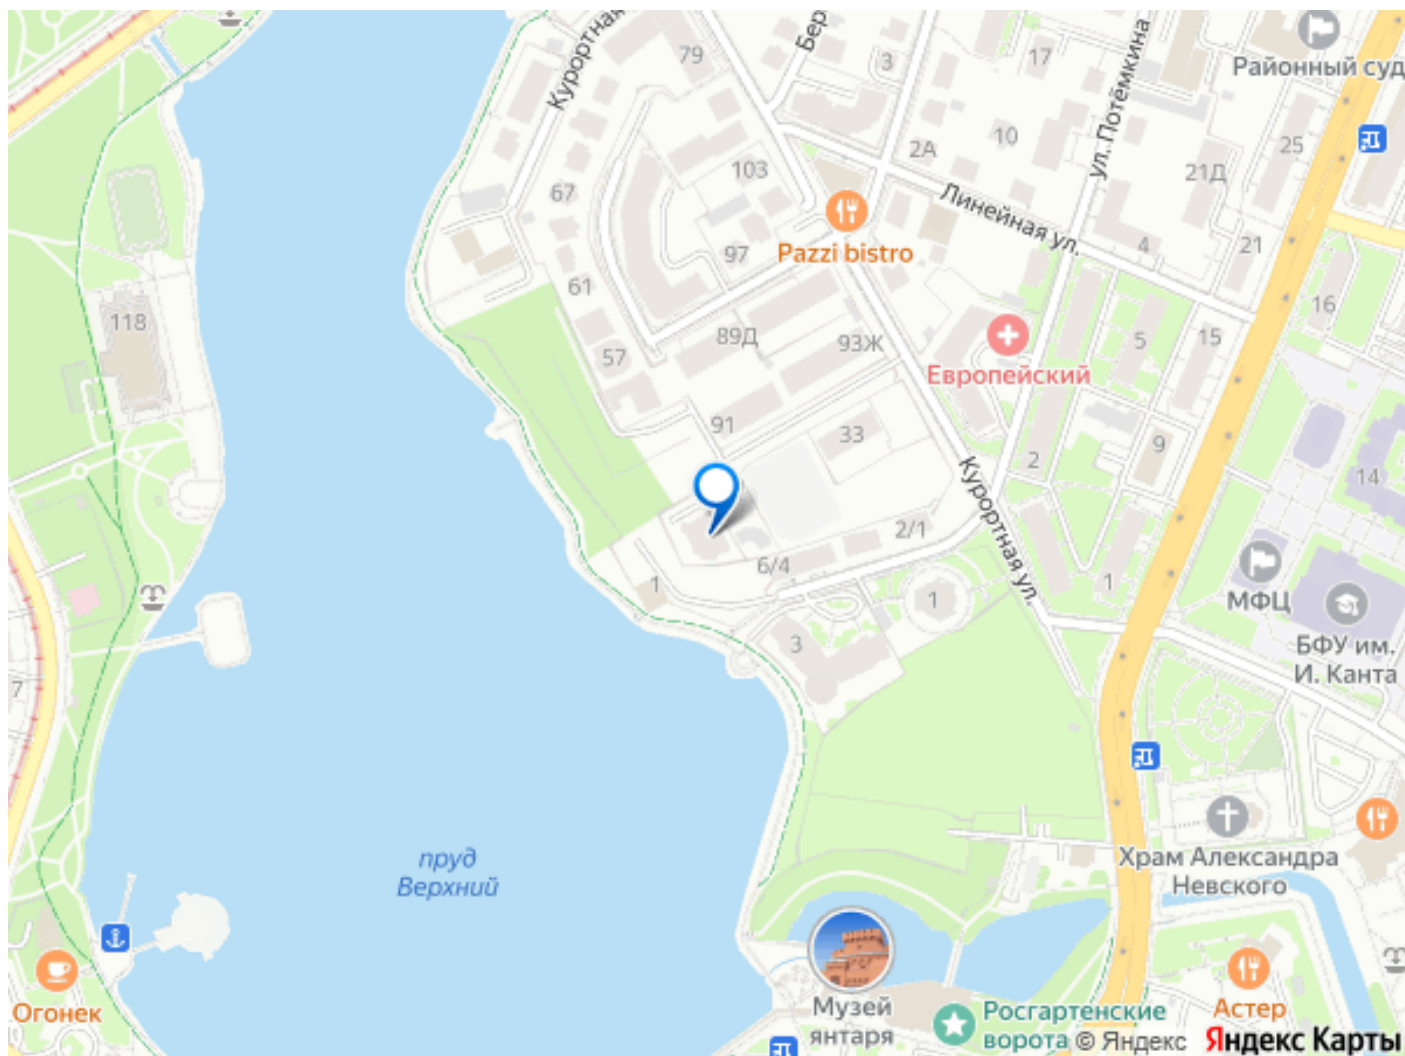 Курортная
79
Бер
3
17
ул. Потёмкина
Районный суд
10
2А
25
103
21Д
67
Линейная ул.
Pazzi bistro
97
4
21
61
118
16
89Д
93Ж
57
5
15
Европейский
91
33
9
2
14
Курортная ул.
2/1
6/4
1
1
1
МФЦ
БФУ им.
И. Канта
3
7
пруд
Верхний
Храм Александра
Невского
Огонек
Музей
янтаря
Росгартенские
ворота
Астер
© Яндекс
Яндекс Карты